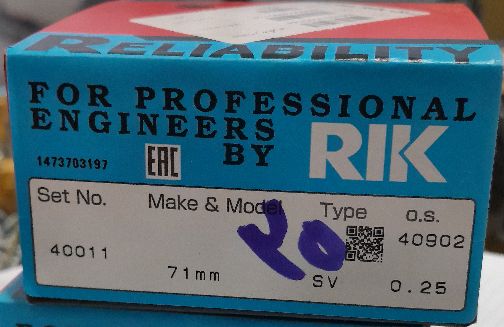 RELIABILITY
FOR PROFESSIONAL
ENGINEERS
BY RIK
1473703197 EAC
Set No. Make & Model Type o.s.
40011 40902
71mm SV 0.25